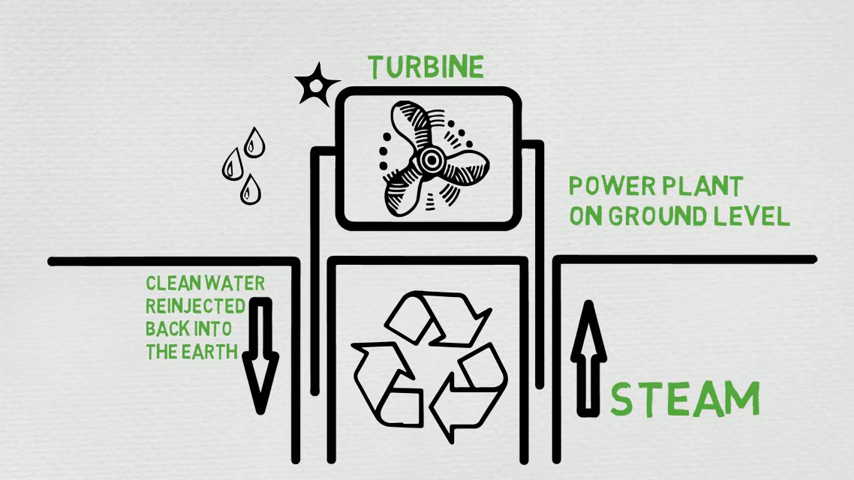 TURBINE
POWER PLANT
ON GROUND LEVEL
CLEAN WATER
REINJECTED
BACK INTO
THE EARTH
STEAM